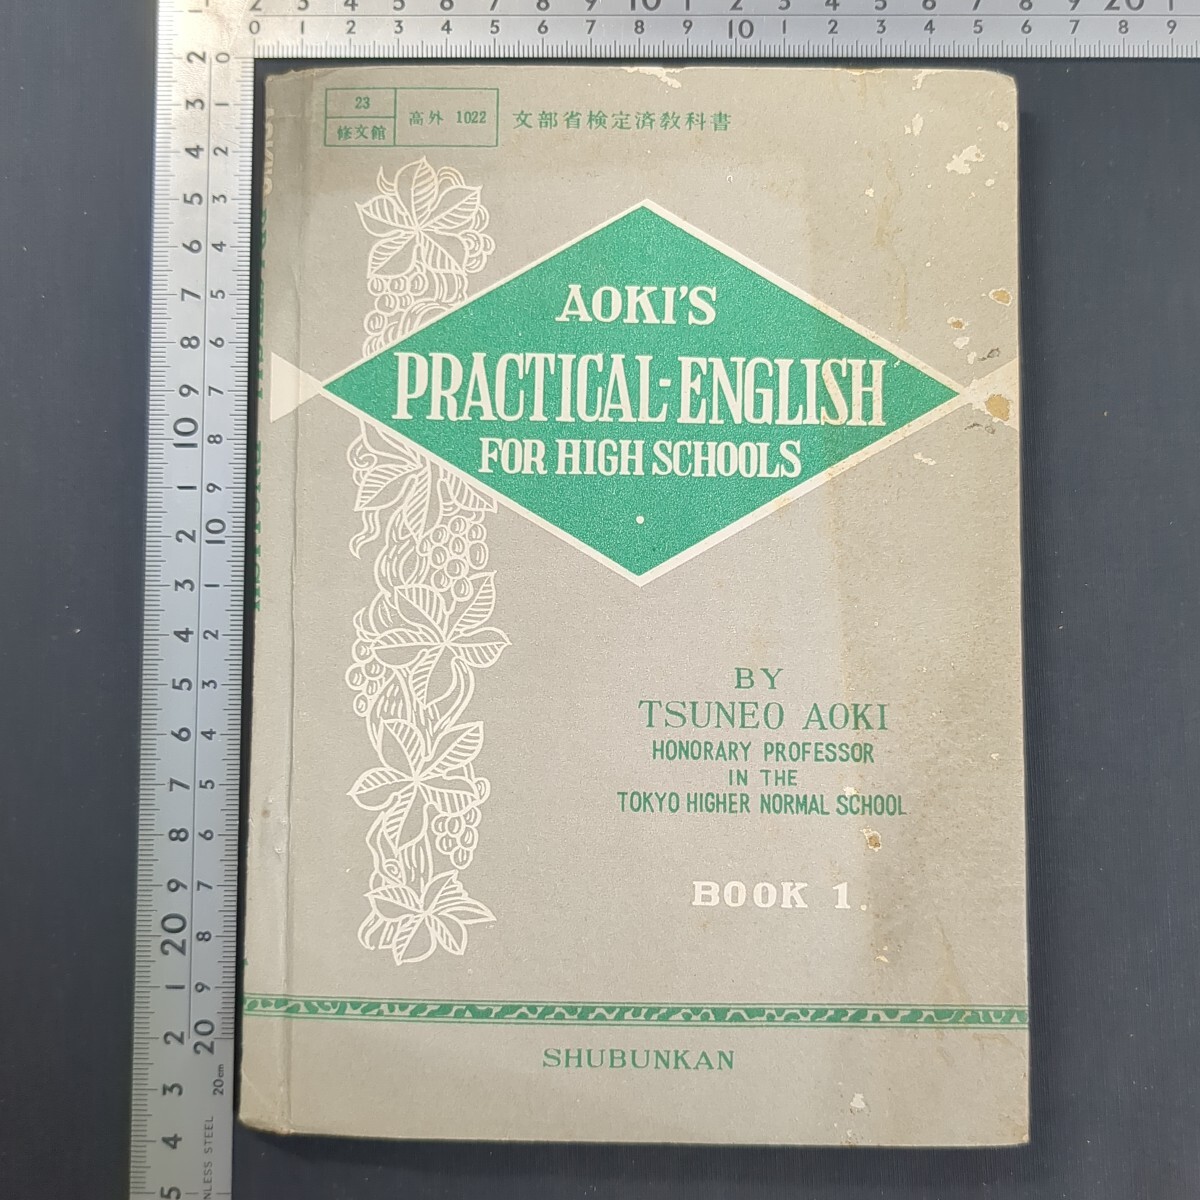 23
修文館
高外 1022
文部省検定済教科書
AOKI'S
PRACTICAL-ENGLISH
FOR HIGH SCHOOLS
BY
TSUNEO AOKI
HONORARY PROFESSOR
IN THE
TOKYO HIGHER NORMAL SCHOOL
BOOK 1.
SHUBUNKAN